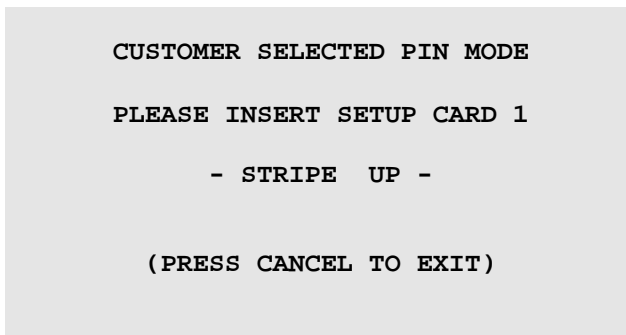 CUSTOMER SELECTED PIN MODE
PLEASE INSERT SETUP CARD 1
- STRIPE  UP -
(PRESS CANCEL TO EXIT)